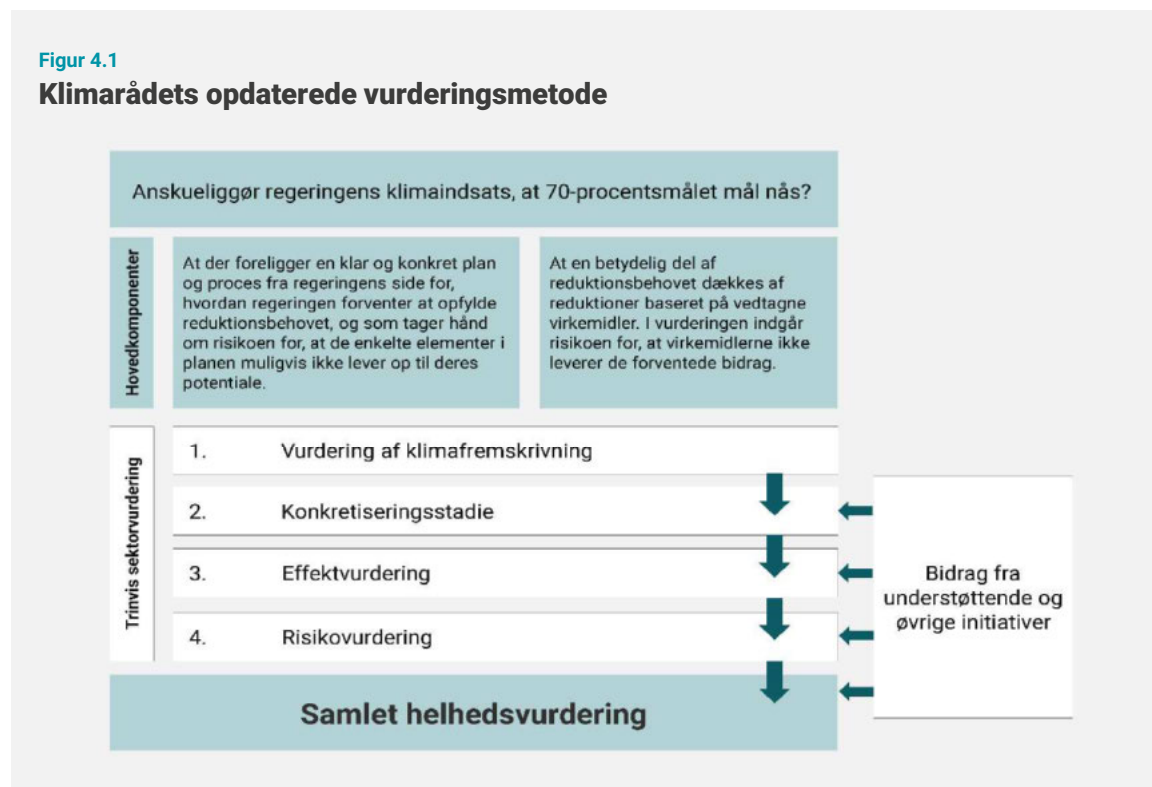 Figur 4.1
Klimarådets opdaterede vurderingsmetode
Anskueliggør regeringens klimaindsats, at 70-procentsmålet mål nås?
Hovedkomponenter
At der foreligger en klar og konkret plan
og proces fra regeringens side for,
hvordan regeringen forventer at opfylde
reduktionsbehovet, og som tager hånd
om risikoen for, at de enkelte elementer i
planen muligvis ikke lever op til deres
potentiale.
At en betydelig del af
reduktionsbehovet dækkes af
reduktioner baseret på vedtagne
virkemidler. I vurderingen indgår
risikoen for, at virkemidlerne ikke
leverer de forventede bidrag.
Trinvis sektorvurdering
1. Vurdering af klimafremskrivning
2. Konkretiseringsstadie
3. Effektvurdering
4. Risikovurdering
Bidrag fra
understøttende og
øvrige initiativer
Samlet helhedsvurdering